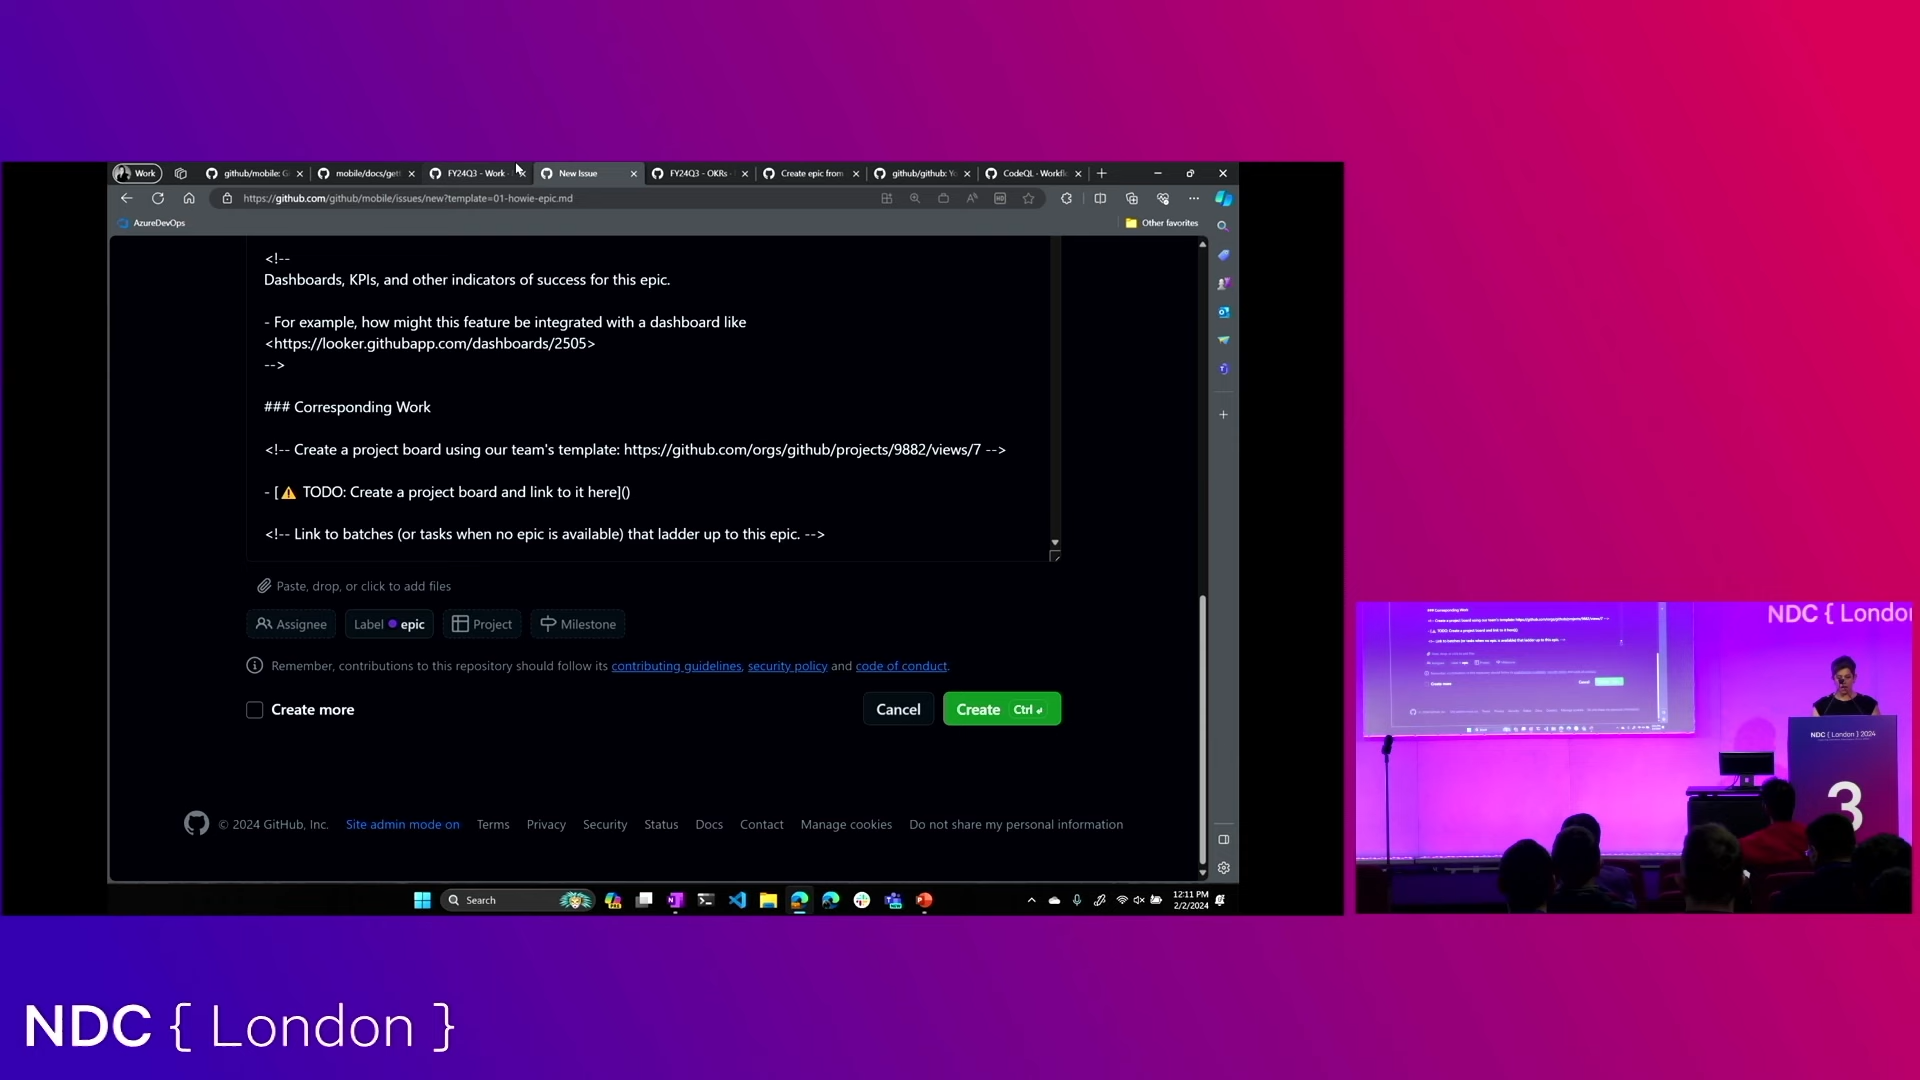 Work
github/mobile: G
mobile/docs/get
FY24Q3 - Work -
New Issue
FY24Q3 - OKRs -
Create epic from
github/github: Yo
CodeQL - Workfl
https://github.com/github/mobile/issues/new?template=01-howie-epic.md
AzureDevOps
Other favorites
<!--
Dashboards, KPIs, and other indicators of success for this epic.
- For example, how might this feature be integrated with a dashboard like
<https://looker.githubapp.com/dashboards/2505>
-->
### Corresponding Work
<!-- Create a project board using our team's template: https://github.com/orgs/github/projects/9882/views/7 -->
- [⚠️ TODO: Create a project board and link to it here]()
<!-- Link to batches (or tasks when no epic is available) that ladder up to this epic. -->
Paste, drop, or click to add files
Assignee
Label epic
Project
Milestone
Remember, contributions to this repository should follow its contributing guidelines, security policy and code of conduct.
Create more
Cancel
Create Ctrl ↵
© 2024 GitHub, Inc.
Site admin mode on
Terms
Privacy
Security
Status
Docs
Contact
Manage cookies
Do not share my personal information
Search
12:11 PM
2/2/2024
NDC { London
NDC { London } 2024
3
NDC { London }